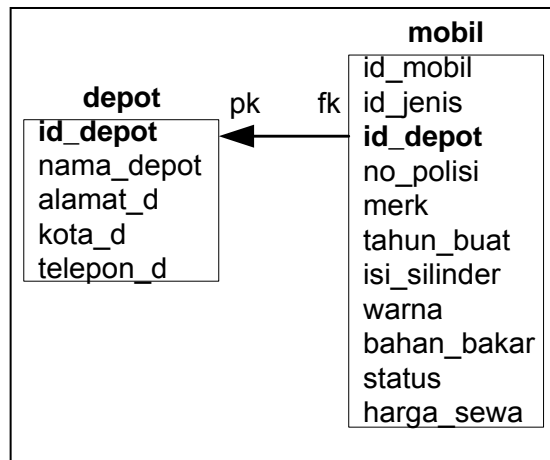 depot
id_depot
nama_depot
alamat_d
kota_d
telepon_d
pk
fk
mobil
id_mobil
id_jenis
id_depot
no_polisi
merk
tahun_buat
isi_silinder
warna
bahan_bakar
status
harga_sewa